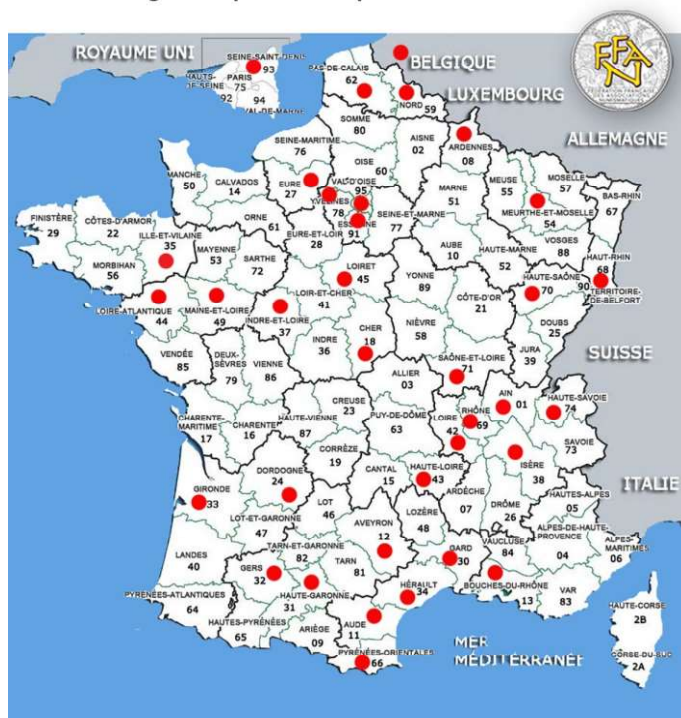 ROYAUME UNI
SEINE-SAINT-DENIS
93
PARIS
75
HAUTS-
DE-SEINE
92
94
VAL-DE-MARNE
BELGIQUE
LUXEMBOURG
ALLEMAGNE
SUISSE
ITALIE
MER
MÉDITÉRRANÉE
FFAN
FÉDÉRATION FRANÇAISE
DES ASSOCIATIONS
NUMISMATIQUES
PAS-DE-CALAIS
62
NORD
59
SOMME
80
AISNE
02
ARDENNES
08
SEINE-MARITIME
76
OISE
60
MANCHE
50
CALVADOS
14
EURE
27
VAL-D'OISE
95
YVELINES
78
ESSONNE
91
SEINE-ET-MARNE
77
MARNE
51
MEUSE
55
MOSELLE
57
MEURTHE-ET-MOSELLE
54
BAS-RHIN
67
FINISTÈRE
29
CÔTES-D'ARMOR
22
ILLE-ET-VILAINE
35
MAYENNE
53
ORNE
61
EURE-ET-LOIR
28
AUBE
10
HAUTE-MARNE
52
VOSGES
88
HAUT-RHIN
68
MORBIHAN
56
SARTHE
72
LOIRET
45
YONNE
89
HAUTE-SAÔNE
70
90
TERRITOIRE-
DE-BELFORT
LOIRE-ATLANTIQUE
44
MAINE-ET-LOIRE
49
INDRE-ET-LOIRE
37
LOIR-ET-CHER
41
CÔTE-D'OR
21
NIÈVRE
58
DOUBS
25
CHER
18
INDRE
36
JURA
39
VENDÉE
85
DEUX-
SÈVRES
79
VIENNE
86
SAÔNE-ET-LOIRE
71
ALLIER
03
CREUSE
23
HAUTE-VIENNE
87
PUY-DE-DÔME
63
LOIRE
42
RHÔNE
69
AIN
01
HAUTE-SAVOIE
74
CHARENTE-
MARITIME
17
CHARENTE
16
CORRÈZE
19
SAVOIE
73
ISÈRE
38
CANTAL
15
HAUTE-LOIRE
43
DORDOGNE
24
GIRONDE
33
LOT
46
ARDÈCHE
07
DRÔME
26
HAUTES-ALPES
05
LOT-ET-GARONNE
47
AVEYRON
12
LOZÈRE
48
ALPES-DE-HAUTE-
PROVENCE
04
ALPES-
MARITIMES
06
LANDES
40
TARN-ET-GARONNE
82
TARN
81
GARD
30
VAUCLUSE
84
GERS
32
HAUTE-GARONNE
31
HÉRAULT
34
BOUCHES-DU-RHÔNE
13
VAR
83
PYRÉNÉES-ATLANTIQUES
64
HAUTES-PYRÉNÉES
65
ARIÈGE
09
AUDE
11
PYRÉNÉES-ORIENTALES
66
HAUTE-CORSE
2B
CORSE-DU-SUD
2A